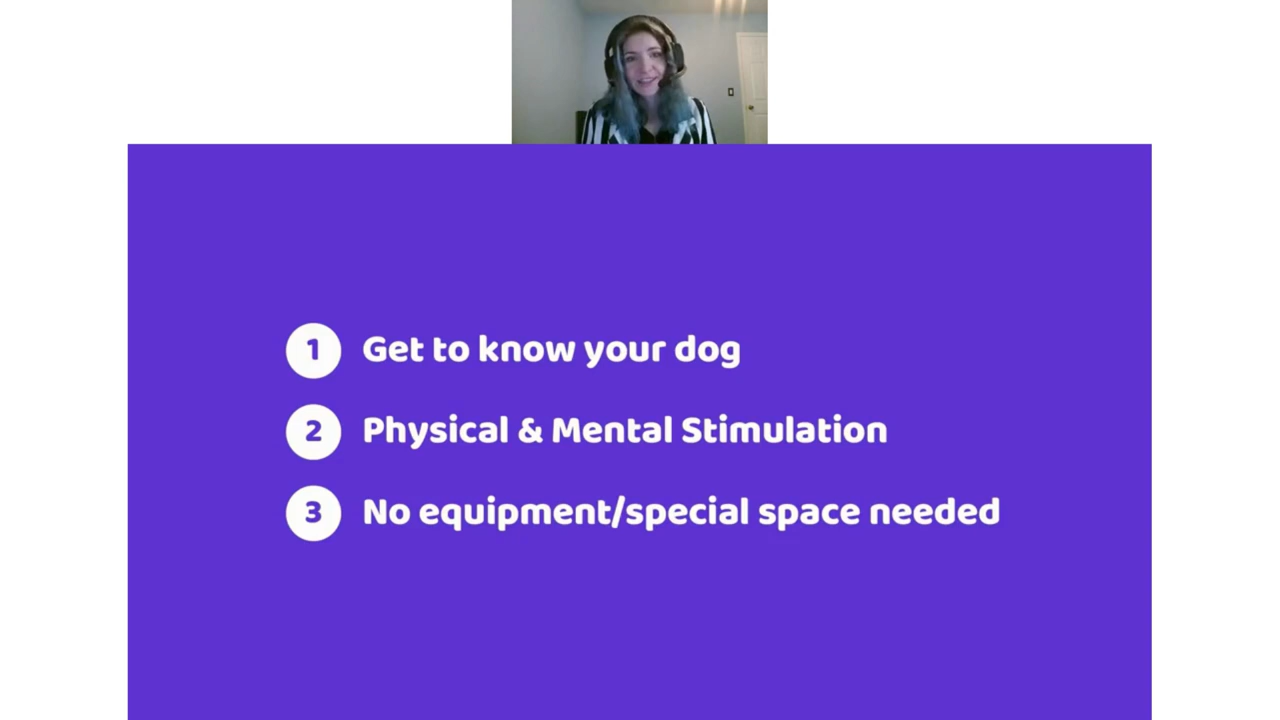 1 Get to know your dog
2 Physical & Mental Stimulation
3 No equipment/special space needed